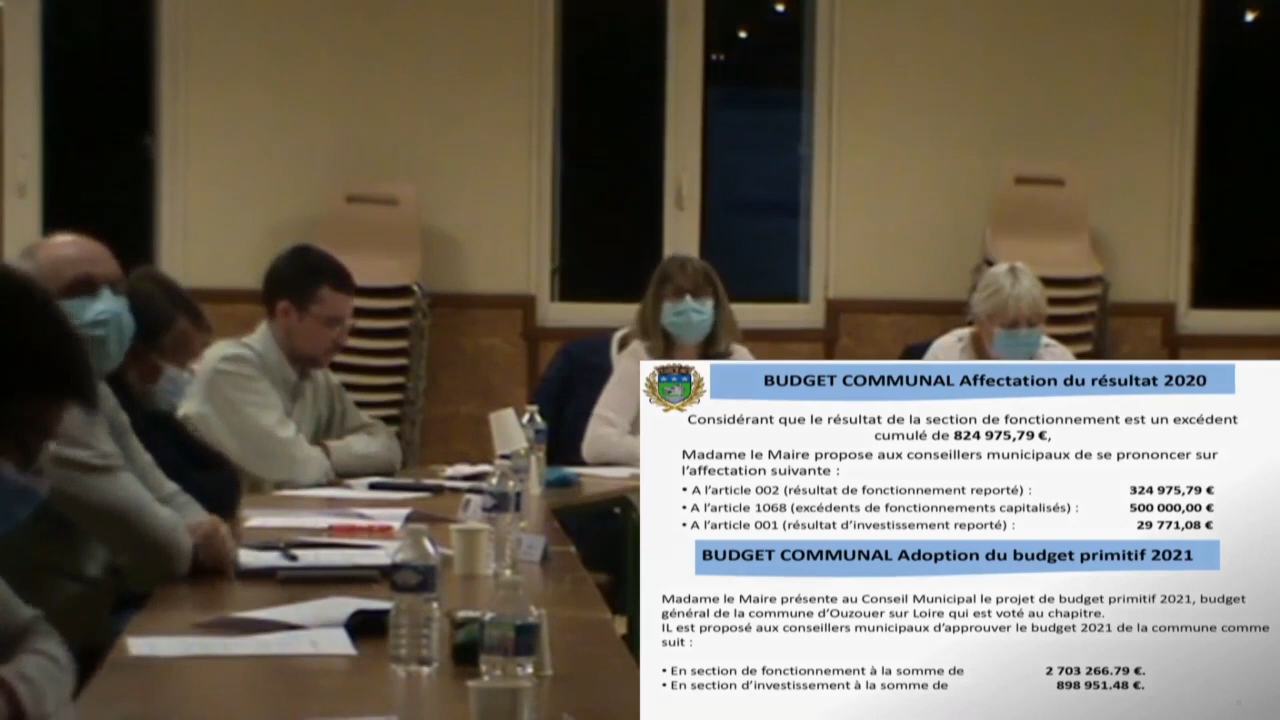 BUDGET COMMUNAL Affectation du résultat 2020
Considérant que le résultat de la section de fonctionnement est un excédent
cumulé de 824 975,79 €,
Madame le Maire propose aux conseillers municipaux de se prononcer sur
l'affectation suivante :
• A l'article 002 (résultat de fonctionnement reporté) : 324 975,79 €
• A l'article 1068 (excédents de fonctionnements capitalisés) : 500 000,00 €
• A l'article 001 (résultat d'investissement reporté) : 29 771,08 €
BUDGET COMMUNAL Adoption du budget primitif 2021
Madame le Maire présente au Conseil Municipal le projet de budget primitif 2021, budget
général de la commune d'Ouzouer sur Loire qui est voté au chapitre.
IL est proposé aux conseillers municipaux d'approuver le budget 2021 de la commune comme
suit :
• En section de fonctionnement à la somme de 2 703 266.79 €.
• En section d'investissement à la somme de 898 951.48 €.